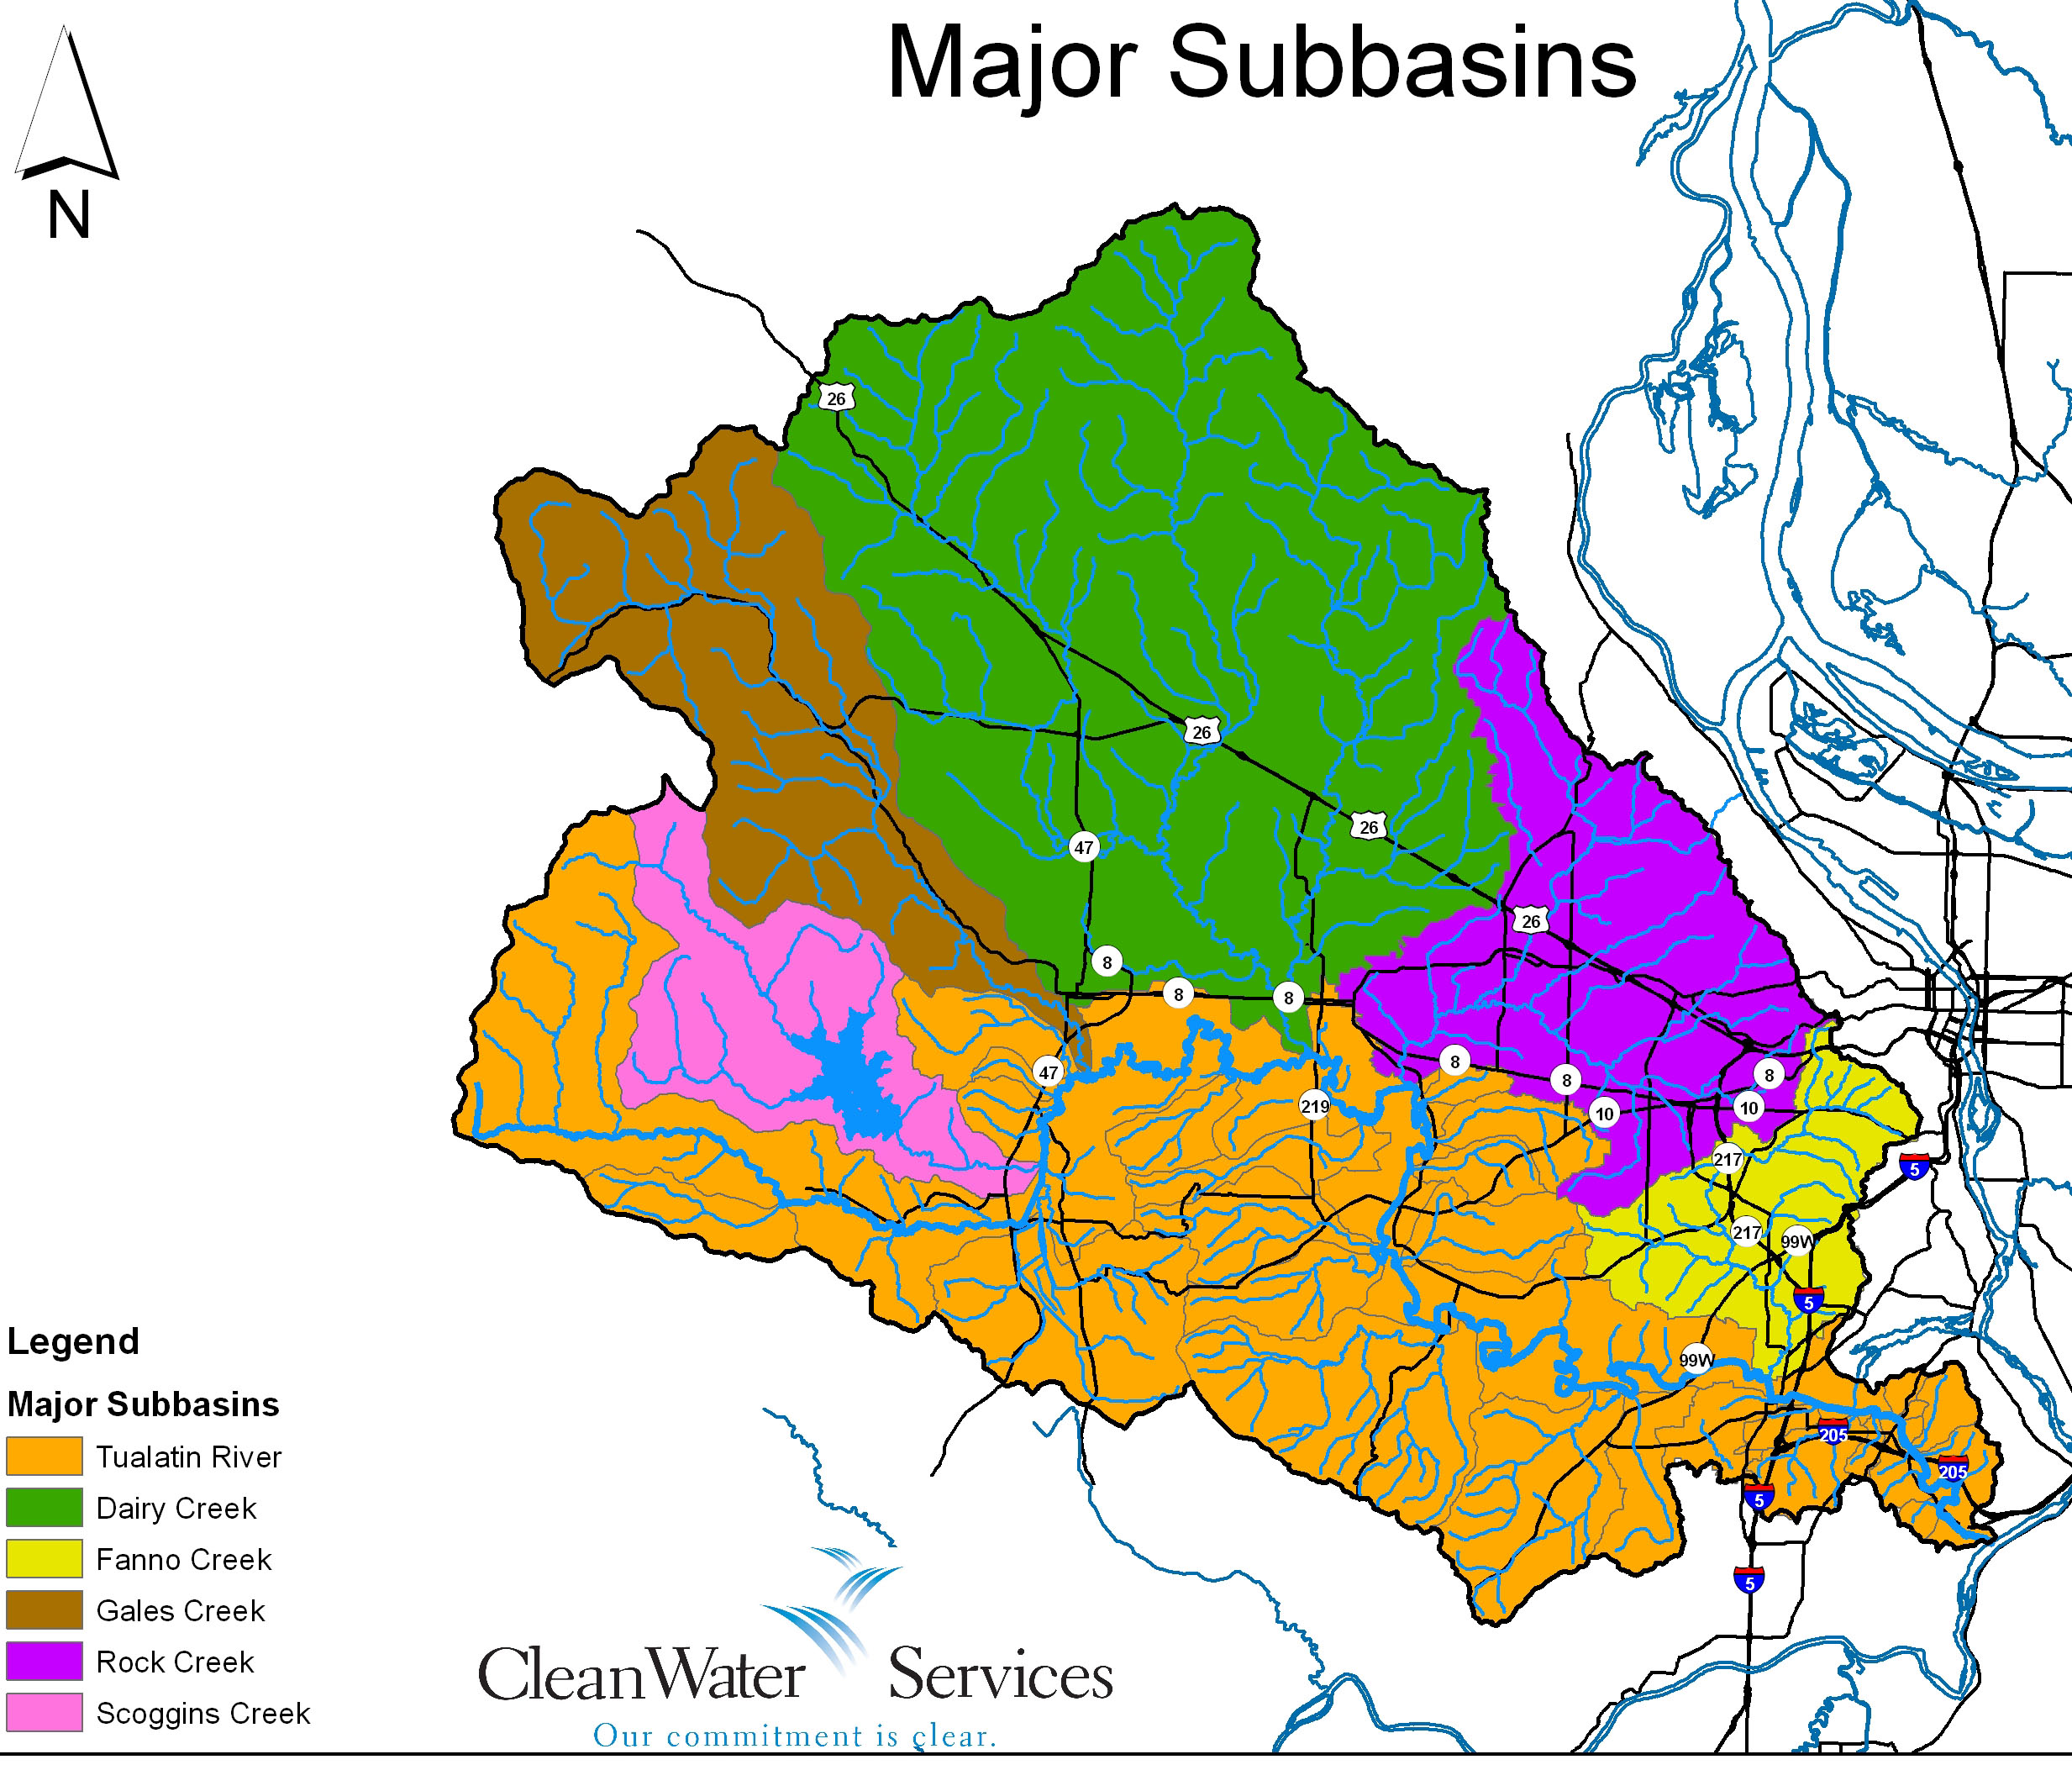 Major Subbasins
N
26
26
26
47
26
8
8
8
47
8
8
8
219
10
10
217
5
217
99W
5
99W
205
205
5
5
Legend
Major Subbasins
Tualatin River
Dairy Creek
Fanno Creek
Gales Creek
Rock Creek
Scoggins Creek
CleanWater Services
Our commitment is clear.